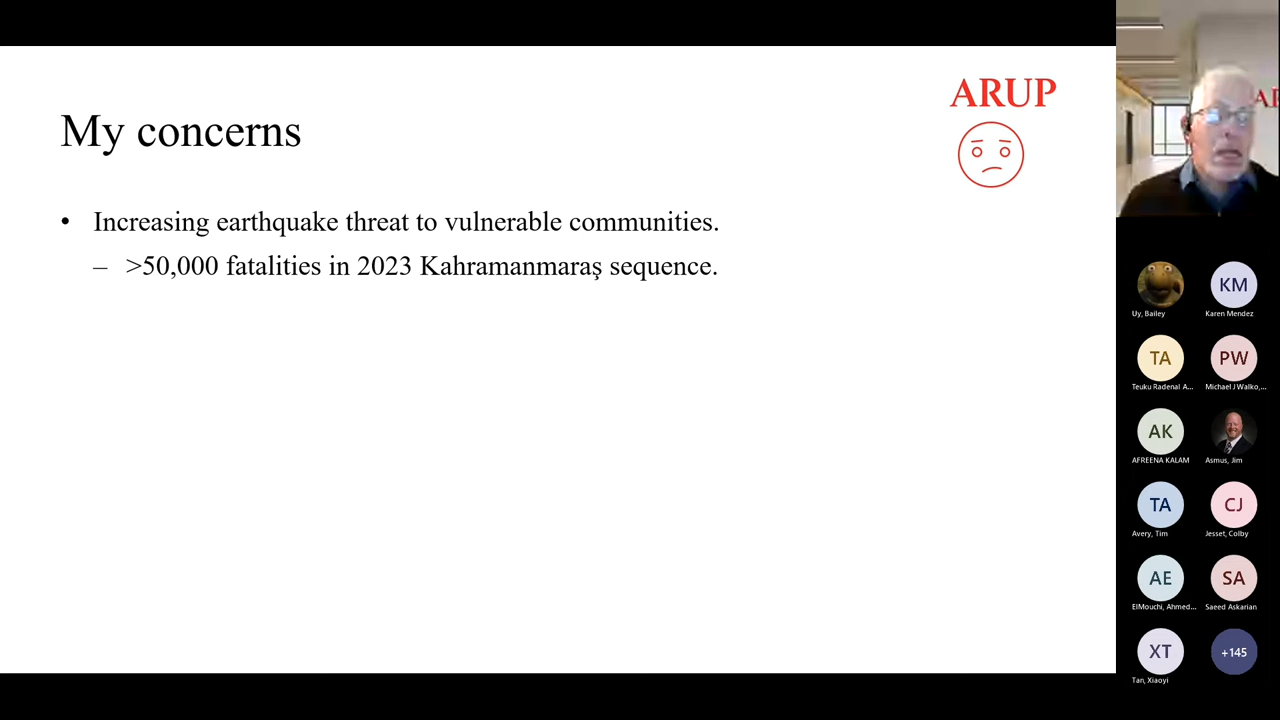 ARUP
My concerns
• Increasing earthquake threat to vulnerable communities.
– >50,000 fatalities in 2023 Kahramanmaraş sequence.
Uy, Bailey
KM
Karen Mendez
TA
Teuku Radenal A...
PW
Michael J Walko,...
AK
AFREENA KALAM
Asmus, Jim
TA
Avery, Tim
CJ
Jesset, Colby
AE
ElMouchi, Ahmed...
SA
Saeed Askarian
XT
Tan, Xiaoyi
+145